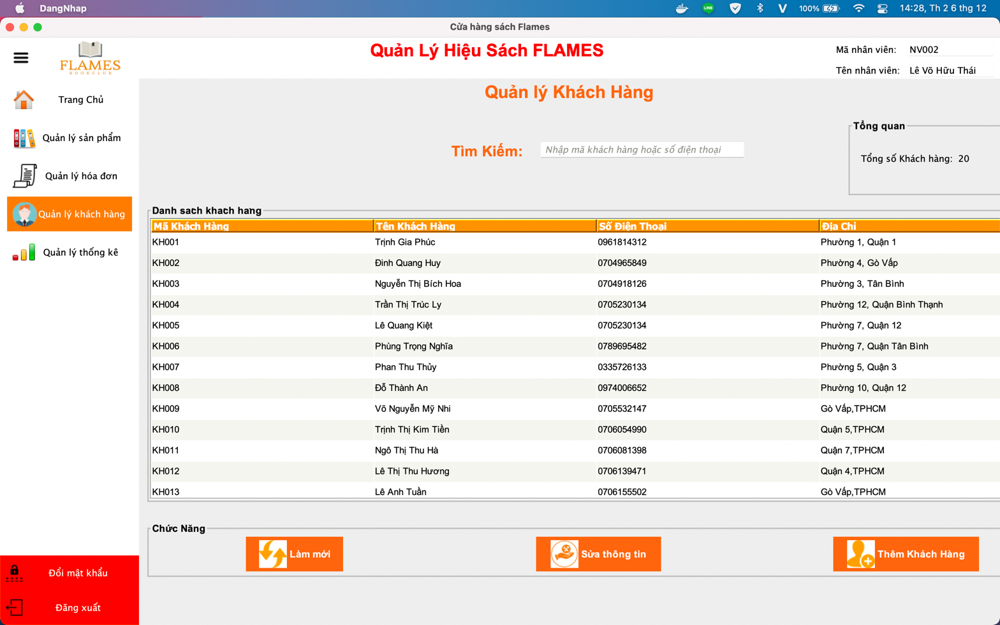 DangNhap
LINE
100%
14:28, Th 2 6 thg 12
Cửa hàng sách Flames
FLAMES
BOOKCLUB
Quản Lý Hiệu Sách FLAMES
Mã nhân viên: NV002
Tên nhân viên: Lê Võ Hữu Thái
Trang Chủ
Quản lý sản phẩm
Quản lý hóa đơn
Quản lý khách hàng
Quản lý thống kê
Đổi mật khẩu
Đăng xuất
Quản lý Khách Hàng
Tìm Kiếm: Nhập mã khách hàng hoặc số điện thoại
Tổng quan
Tổng số Khách hàng: 20
Danh sach khach hang
Mã Khách Hàng Tên Khách Hàng Số Điện Thoại Địa Chỉ
KH001 Trịnh Gia Phúc 0961814312 Phường 1, Quận 1
KH002 Đinh Quang Huy 0704965849 Phường 4, Gò Vấp
KH003 Nguyễn Thị Bích Hoa 0704918126 Phường 3, Tân Bình
KH004 Trần Thị Trúc Ly 0705230134 Phường 12, Quận Bình Thạnh
KH005 Lê Quang Kiệt 0705230134 Phường 7, Quận 12
KH006 Phùng Trọng Nghĩa 0789695482 Phường 7, Quận Tân Bình
KH007 Phan Thu Thủy 0335726133 Phường 5, Quận 3
KH008 Đỗ Thành An 0974006652 Phường 10, Quận 12
KH009 Võ Nguyễn Mỹ Nhi 0705532147 Gò Vấp,TPHCM
KH010 Trịnh Thị Kim Tiền 0706054990 Quận 5,TPHCM
KH011 Ngô Thị Thu Hà 0706081398 Quận 7,TPHCM
KH012 Lê Thị Thu Hương 0706139471 Quận 4,TPHCM
KH013 Lê Anh Tuần 0706155502 Gò Vấp,TPHCM
Chức Năng
Làm mới
Sửa thông tin
Thêm Khách Hàng